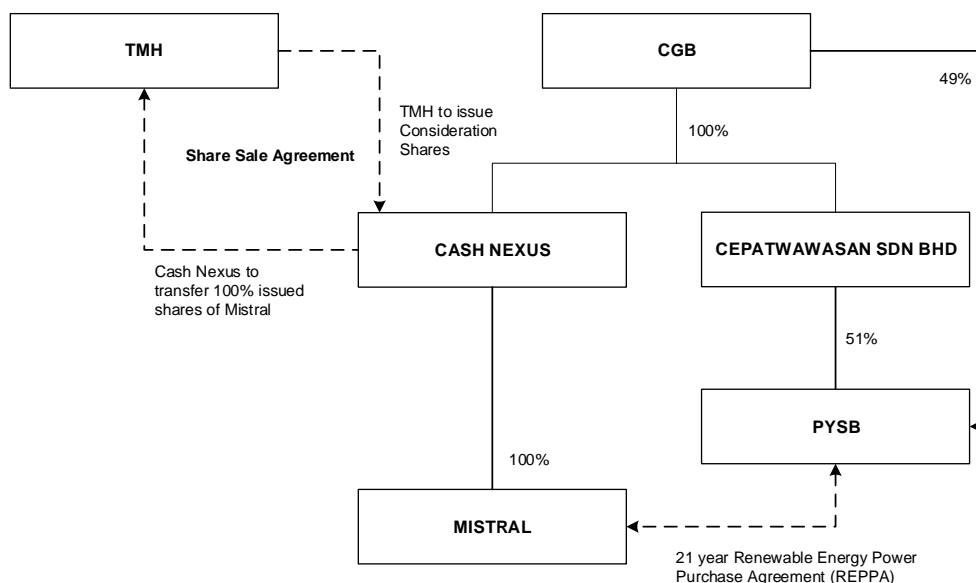 TMH
CGB
49%
TMH to issue
Consideration
Shares
100%
Share Sale Agreement
CASH NEXUS
CEPATWAWASAN SDN BHD
Cash Nexus to
transfer 100% issued
shares of Mistral
51%
PYSB
100%
MISTRAL
21 year Renewable Energy Power
Purchase Agreement (REPPA)